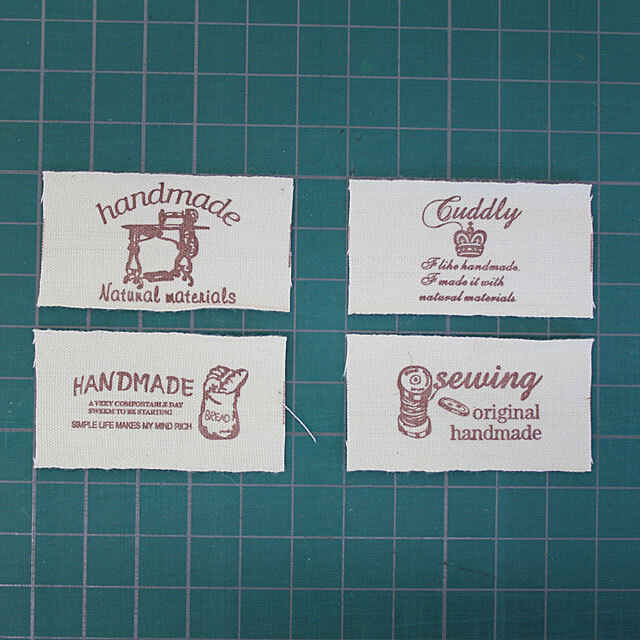 handmade
Natural materials
Cuddly
I like handmade.
I made it with
natural materials.
HANDMADE
A VERY COMPORTABLE DAY
SWEEM TO BE STARTING
SIMPLE LIFE MAKES MY MIND RICH
BREAD
sewing
original
handmade